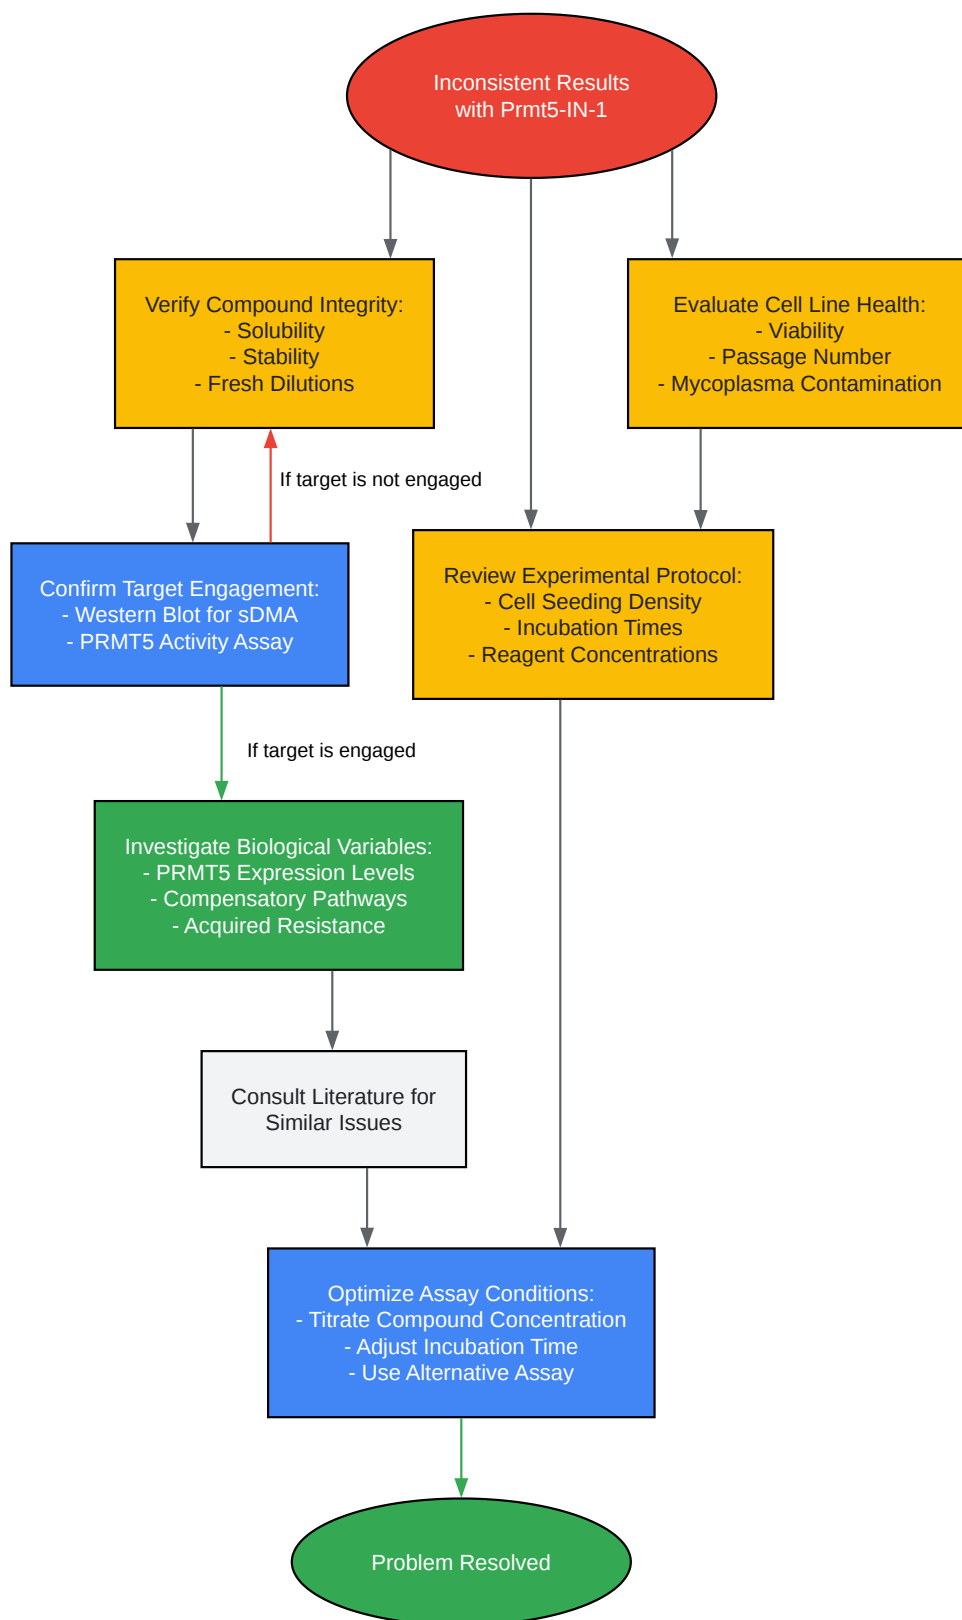 Inconsistent Results
with Prmt5-IN-1
Verify Compound Integrity:
- Solubility
- Stability
- Fresh Dilutions
Evaluate Cell Line Health:
- Viability
- Passage Number
- Mycoplasma Contamination
If target is not engaged
Confirm Target Engagement:
- Western Blot for sDMA
- PRMT5 Activity Assay
Review Experimental Protocol:
- Cell Seeding Density
- Incubation Times
- Reagent Concentrations
If target is engaged
Investigate Biological Variables:
- PRMT5 Expression Levels
- Compensatory Pathways
- Acquired Resistance
Consult Literature for
Similar Issues
Optimize Assay Conditions:
- Titrate Compound Concentration
- Adjust Incubation Time
- Use Alternative Assay
Problem Resolved